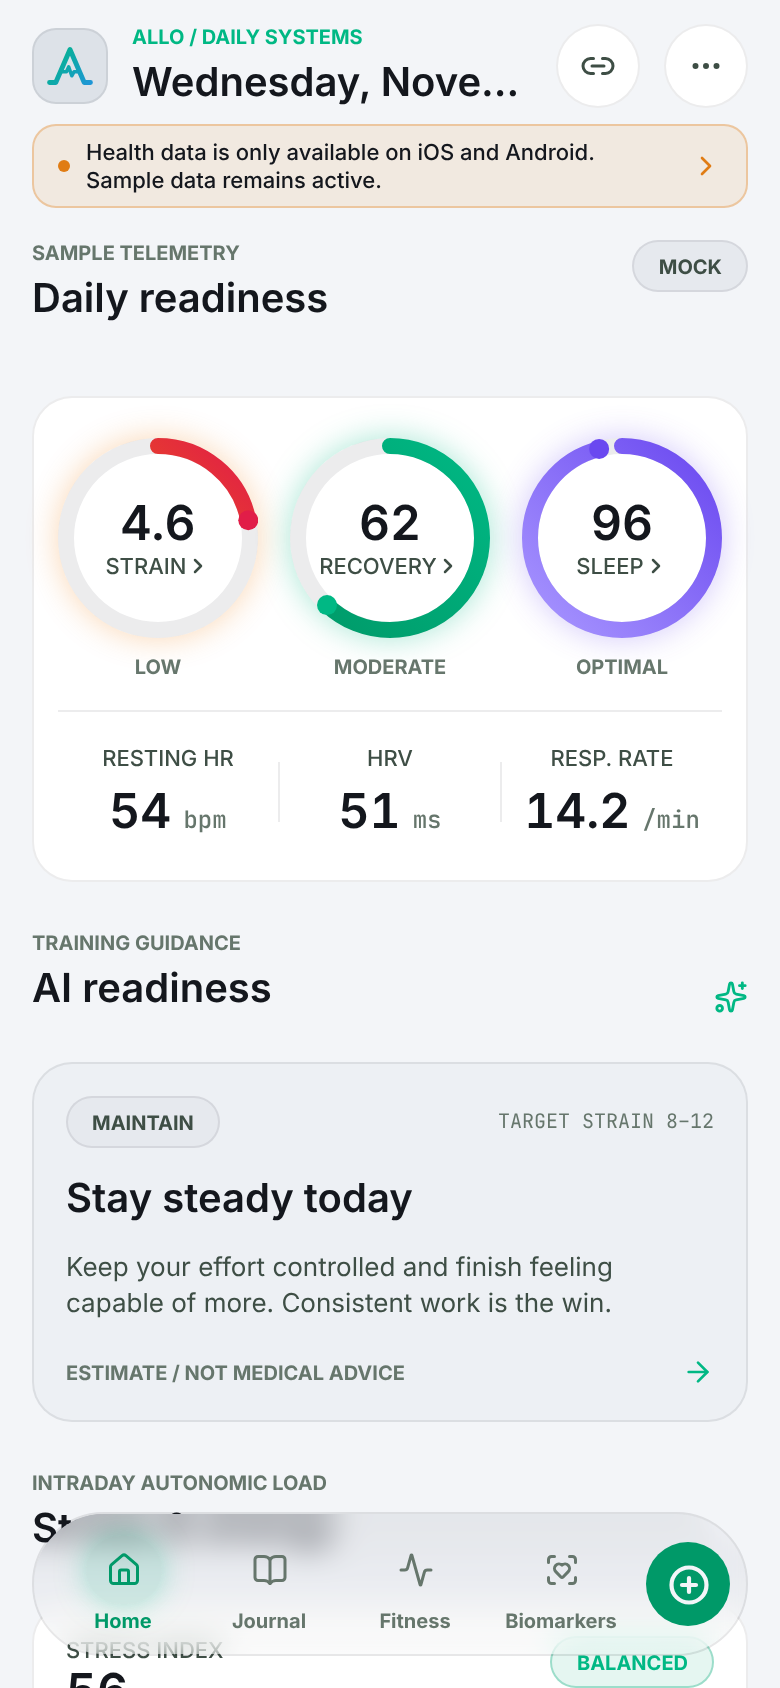 ALLO / DAILY SYSTEMS
Wednesday, Nove...
Health data is only available on iOS and Android.
Sample data remains active.
SAMPLE TELEMETRY
MOCK
Daily readiness
4.6
STRAIN
LOW
62
RECOVERY
MODERATE
96
SLEEP
OPTIMAL
RESTING HR
54 bpm
HRV
51 ms
RESP. RATE
14.2 /min
TRAINING GUIDANCE
AI readiness
MAINTAIN
TARGET STRAIN 8–12
Stay steady today
Keep your effort controlled and finish feeling
capable of more. Consistent work is the win.
ESTIMATE / NOT MEDICAL ADVICE
INTRADAY AUTONOMIC LOAD
Home
Journal
Fitness
Biomarkers
STRESS INDEX
56
BALANCED